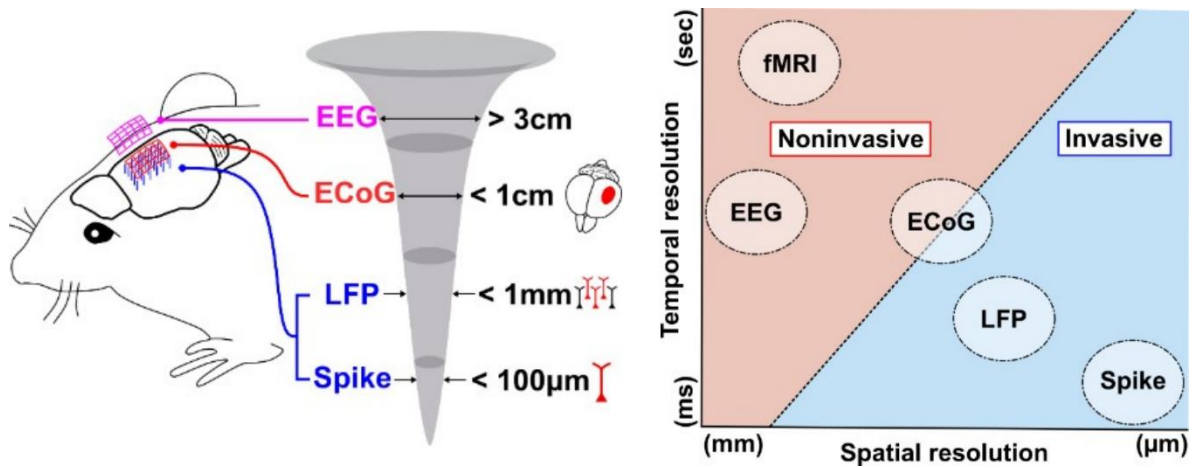 EEG > 3cm
ECoG < 1cm
LFP < 1mm
Spike < 100µm
Temporal resolution
(sec)
(ms)
fMRI
Noninvasive
Invasive
EEG
ECoG
LFP
Spike
(mm)
Spatial resolution
(µm)